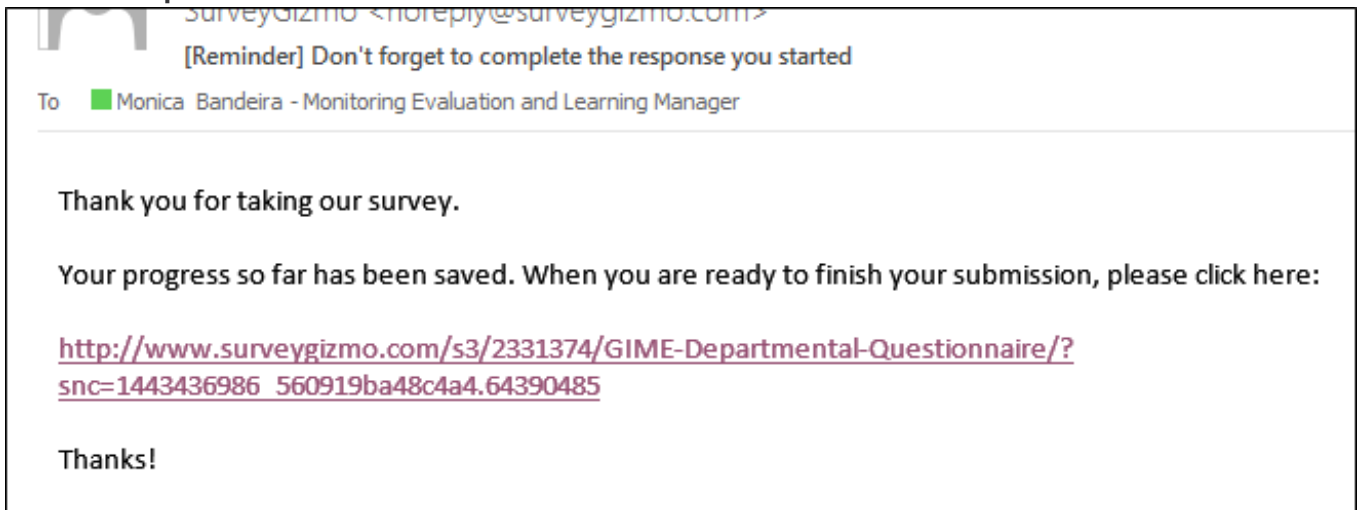 SurveyGizmo <noreply@surveygizmo.com>
[Reminder] Don't forget to complete the response you started
To Monica Bandeira - Monitoring Evaluation and Learning Manager
Thank you for taking our survey.
Your progress so far has been saved. When you are ready to finish your submission, please click here:
http://www.surveygizmo.com/s3/2331374/GIME-Departmental-Questionnaire/?
snc=1443436986_560919ba48c4a4.64390485
Thanks!